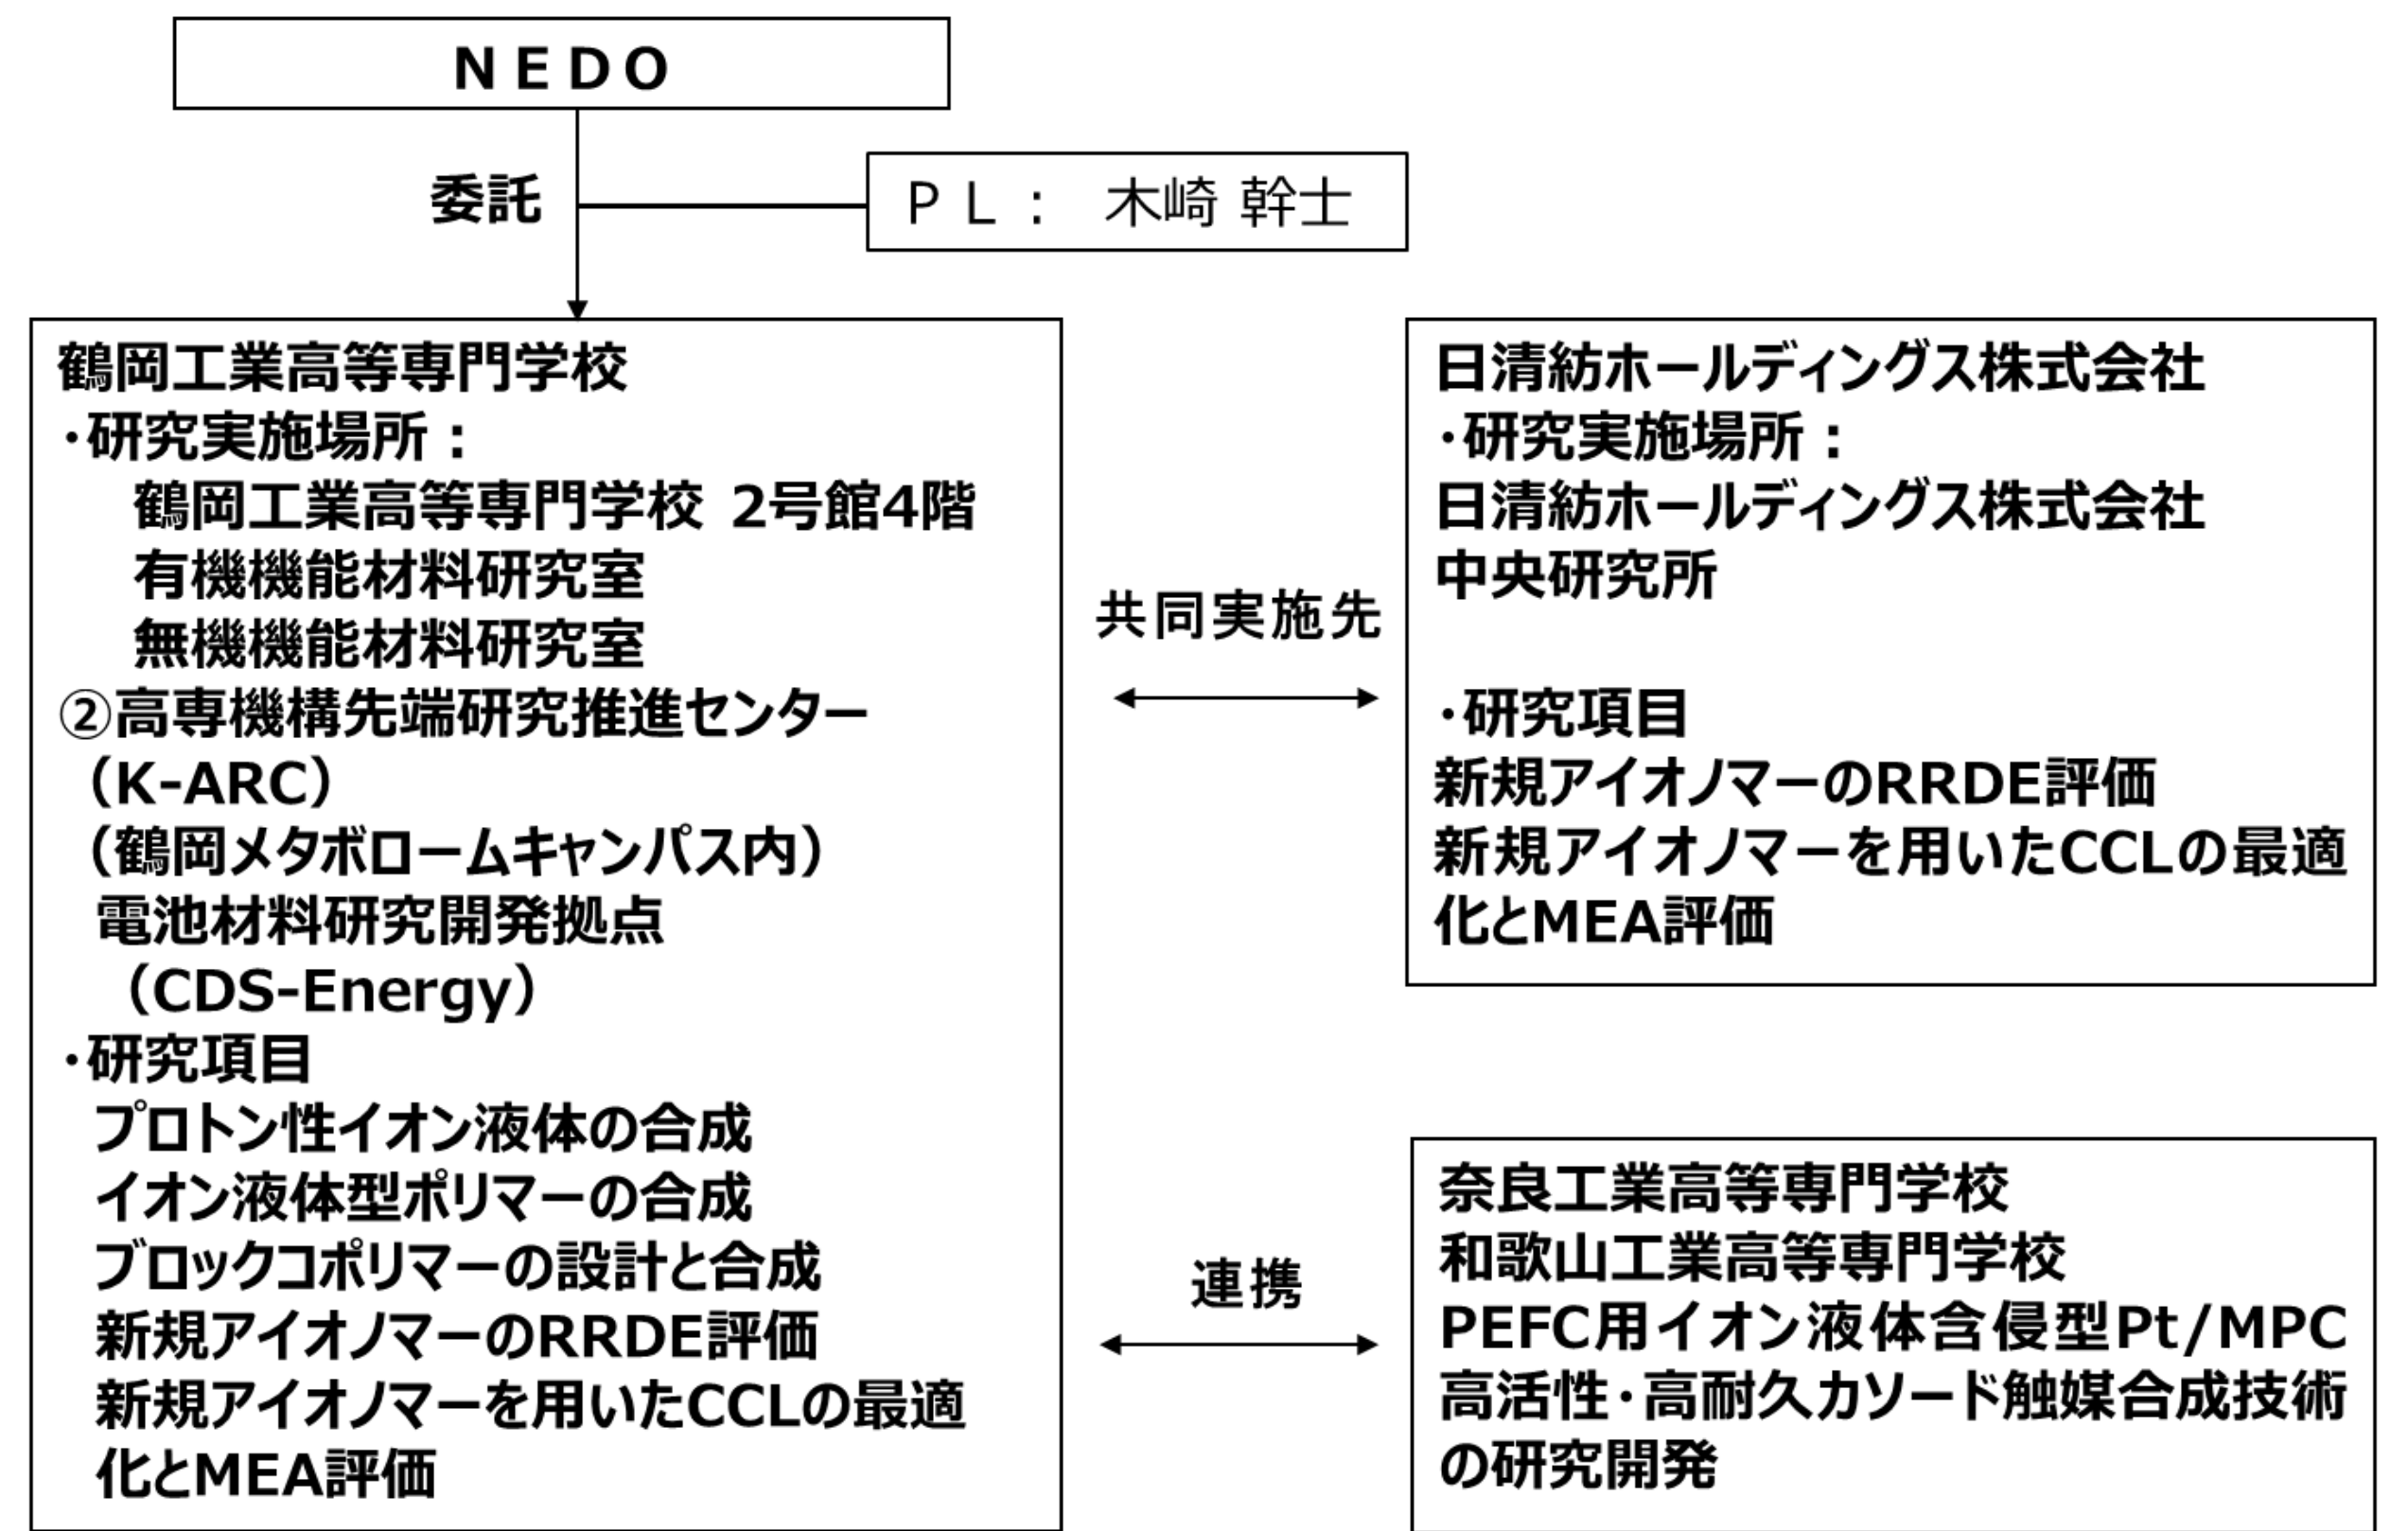 NEDO
委託
PL： 木崎 幹士
鶴岡工業高等専門学校
・研究実施場所：
鶴岡工業高等専門学校 2号館4階
有機機能材料研究室
無機機能材料研究室
②高専機構先端研究推進センター
（K-ARC）
（鶴岡メタボロームキャンパス内）
電池材料研究開発拠点
（CDS-Energy）
・研究項目
プロトン性イオン液体の合成
イオン液体型ポリマーの合成
ブロックコポリマーの設計と合成
新規アイオノマーのRRDE評価
新規アイオノマーを用いたCCLの最適
化とMEA評価
共同実施先
日清紡ホールディングス株式会社
・研究実施場所：
日清紡ホールディングス株式会社
中央研究所
・研究項目
新規アイオノマーのRRDE評価
新規アイオノマーを用いたCCLの最適
化とMEA評価
連携
奈良工業高等専門学校
和歌山工業高等専門学校
PEFC用イオン液体含侵型Pt/MPC
高活性・高耐久カソード触媒合成技術
の研究開発